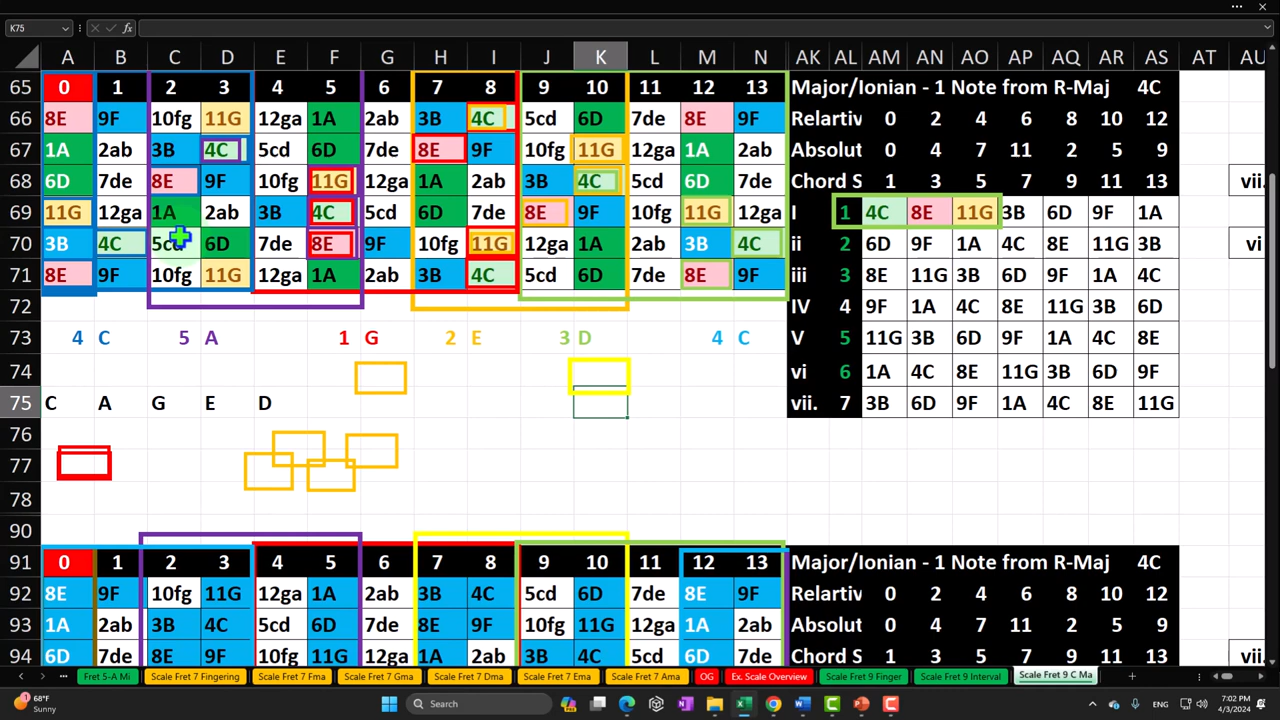 K75 fx
A B C D E F G H I J K L M N AK AL AM AN AO AP AQ AR AS AT AU
65 0 1 2 3 4 5 6 7 8 9 10 11 12 13 Major/Ionian - 1 Note from R-Maj 4C
66 8E 9F 10fg 11G 12ga 1A 2ab 3B 4C 5cd 6D 7de 8E 9F Relartiv 0 2 4 6 8 10 12
67 1A 2ab 3B 4C 5cd 6D 7de 8E 9F 10fg 11G 12ga 1A 2ab Absolut 0 4 7 11 2 5 9
68 6D 7de 8E 9F 10fg 11G 12ga 1A 2ab 3B 4C 5cd 6D 7de Chord S 1 3 5 7 9 11 13 vii.
69 11G 12ga 1A 2ab 3B 4C 5cd 6D 7de 8E 9F 10fg 11G 12ga I 1 4C 8E 11G 3B 6D 9F 1A
70 3B 4C 5cd 6D 7de 8E 9F 10fg 11G 12ga 1A 2ab 3B 4C ii 2 6D 9F 1A 4C 8E 11G 3B vi
71 8E 9F 10fg 11G 12ga 1A 2ab 3B 4C 5cd 6D 7de 8E 9F iii 3 8E 11G 3B 6D 9F 1A 4C
72 IV 4 9F 1A 4C 8E 11G 3B 6D
73 4 C 5 A 1 G 2 E 3 D 4 C V 5 11G 3B 6D 9F 1A 4C 8E
74 vi 6 1A 4C 8E 11G 3B 6D 9F
75 C A G E D vii. 7 3B 6D 9F 1A 4C 8E 11G
76
77
78
90
91 0 1 2 3 4 5 6 7 8 9 10 11 12 13 Major/Ionian - 1 Note from R-Maj 4C
92 8E 9F 10fg 11G 12ga 1A 2ab 3B 4C 5cd 6D 7de 8E 9F Relartiv 0 2 4 6 8 10 12
93 1A 2ab 3B 4C 5cd 6D 7de 8E 9F 10fg 11G 12ga 1A 2ab Absolut 0 4 7 11 2 5 9
94 6D 7de 8E 9F 10fg 11G 12ga 1A 2ab 3B 4C 5cd 6D 7de Chord S 1 3 5 7 9 11 13 vii.
Fret 5-A Mi Scale Fret 7 Fingering Scale Fret 7 Fma Scale Fret 7 Gma Scale Fret 7 Dma Scale Fret 7 Ema Scale Fret 7 Ama OG Ex. Scale Overview Scale Fret 9 Finger Scale Fret 9 Interval Scale Fret 9 C Ma
68°F
Sunny
Search
ENG
7:02 PM
4/3/2024